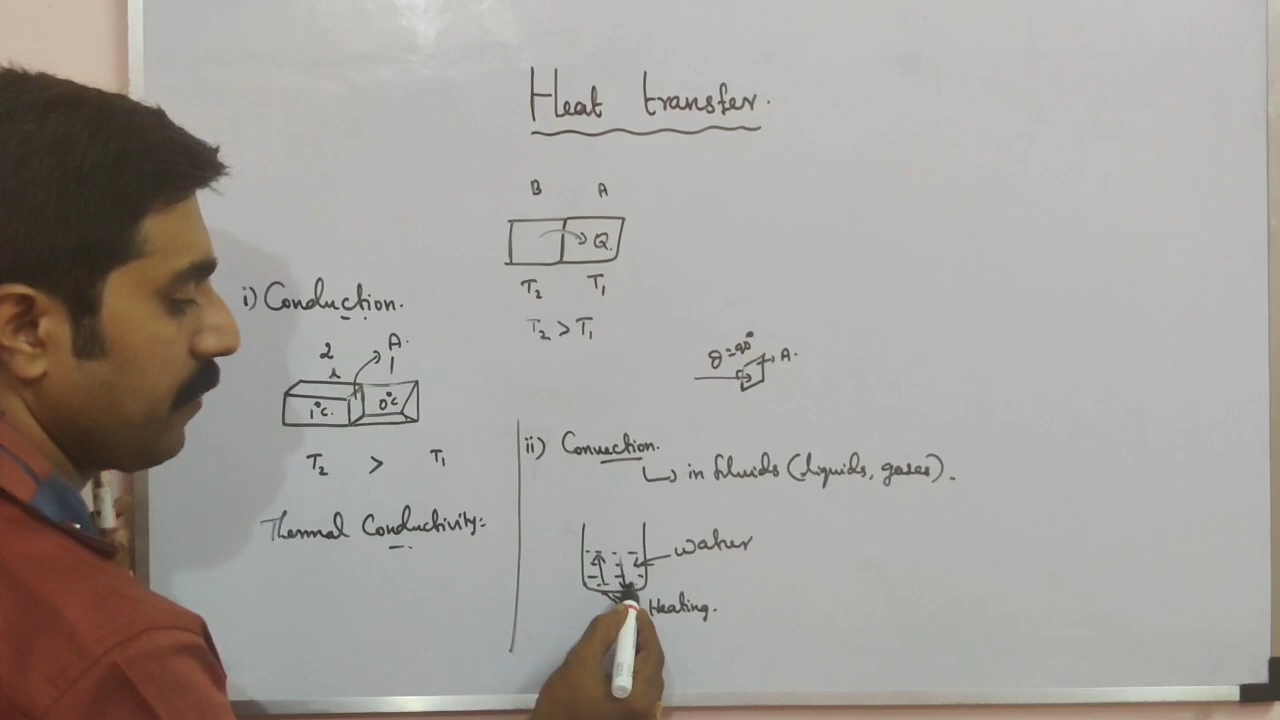 Heat transfer.
B A
Q
T₂ T₁
T₂ > T₁
i) Conduction.
2 A.
1
1°C. 0°C
T₂ > T₁
Thermal Conductivity:-
θ=90°
A.
ii) Convection.
in fluids (liquids, gases).
water
Heating.